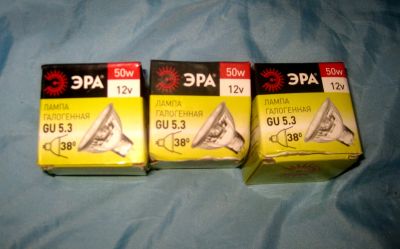 ЭРА
50w
12v
ЛАМПА
ГАЛОГЕННАЯ
GU 5.3
38°
ЭРА
50w
12v
ЛАМПА
ГАЛОГЕННАЯ
GU 5.3
38°
ЭРА
50w
12v
ЛАМПА
ГАЛОГЕННАЯ
GU 5.3
38°